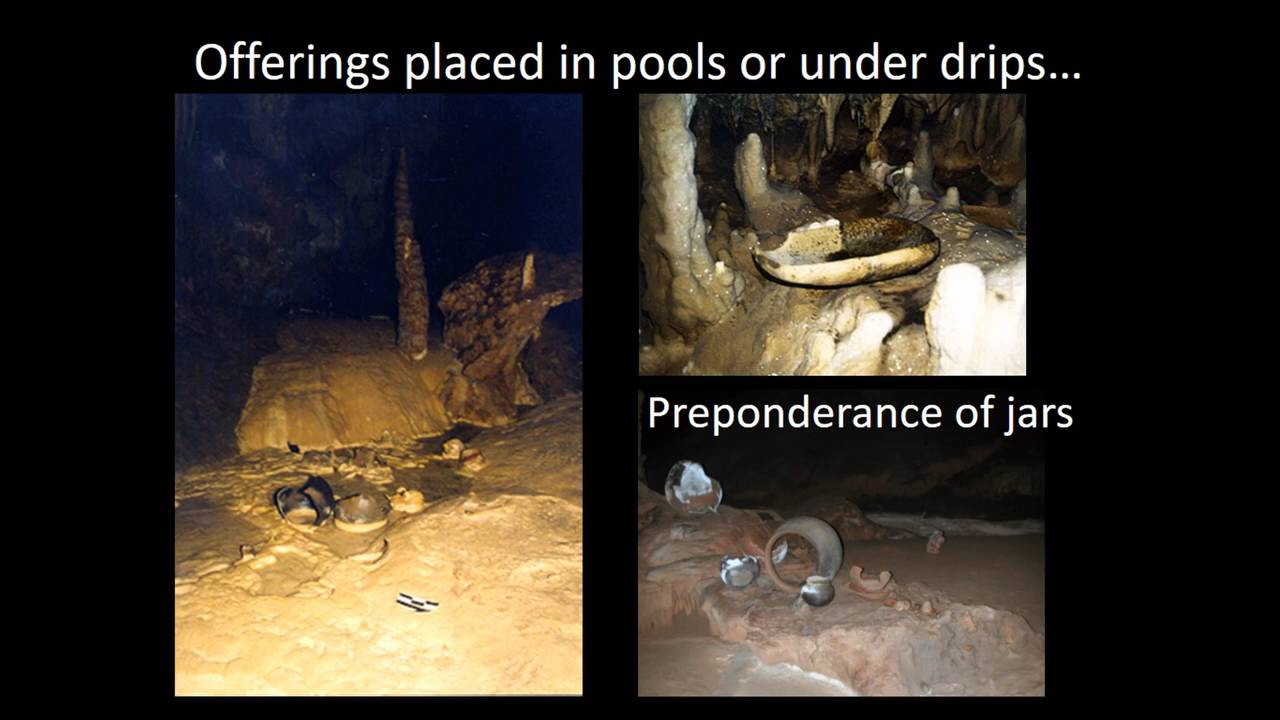 Offerings placed in pools or under drips...
Preponderance of jars